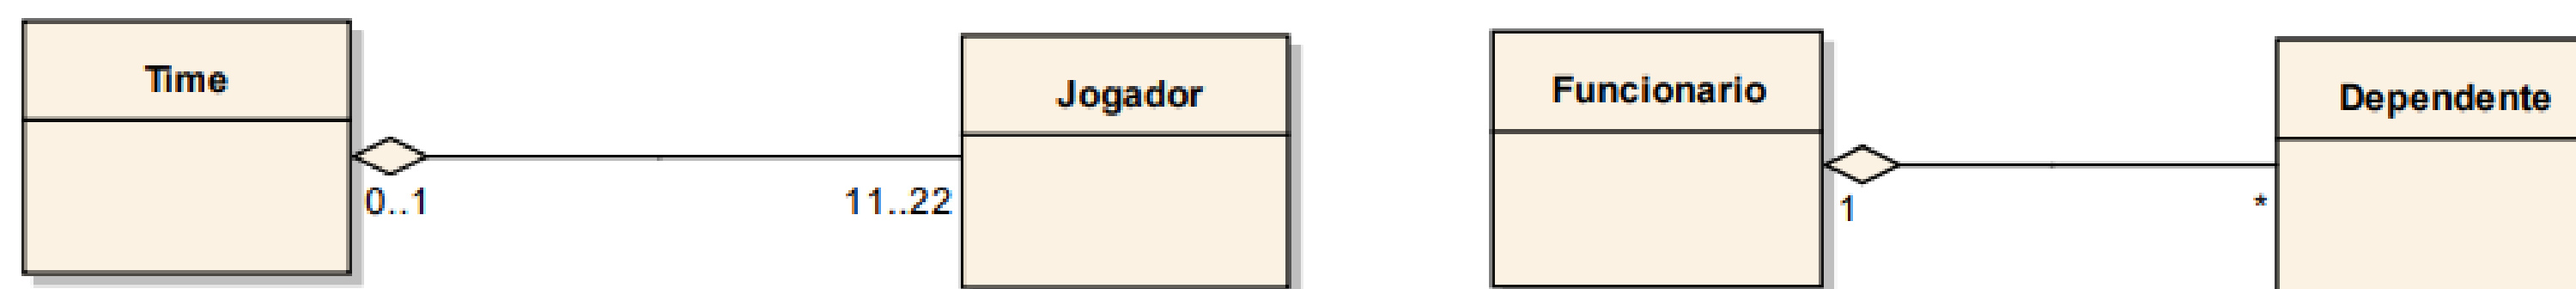 Time
Jogador
0..1
11..22
Funcionario
Dependente
1
*